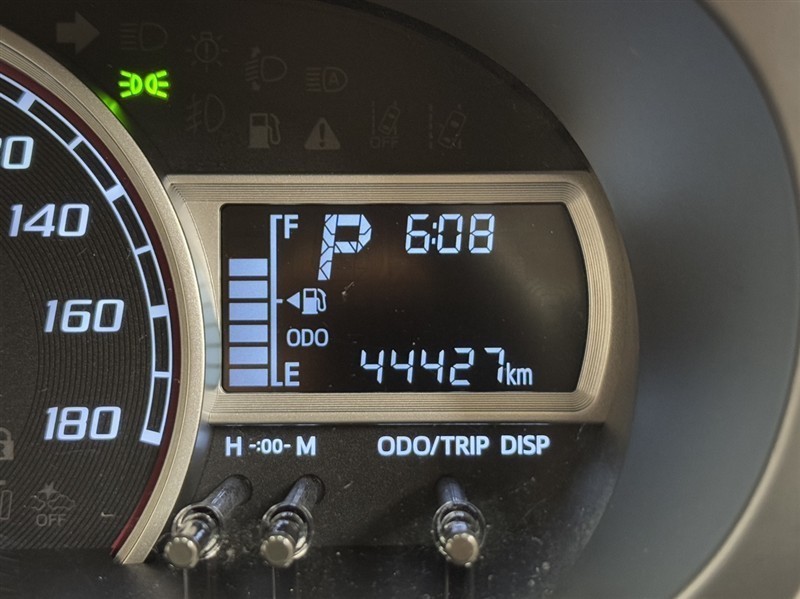 A
OFF
20
140
160
180
F
P
6:08
ODO
E
44427km
H -:00- M
ODO/TRIP DISP
OFF